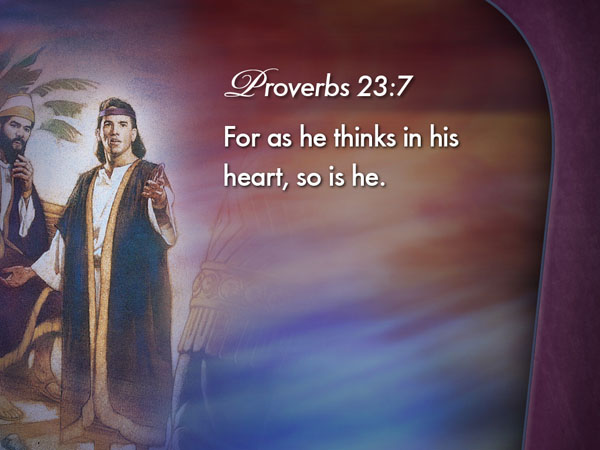 Proverbs 23:7
For as he thinks in his
heart, so is he.